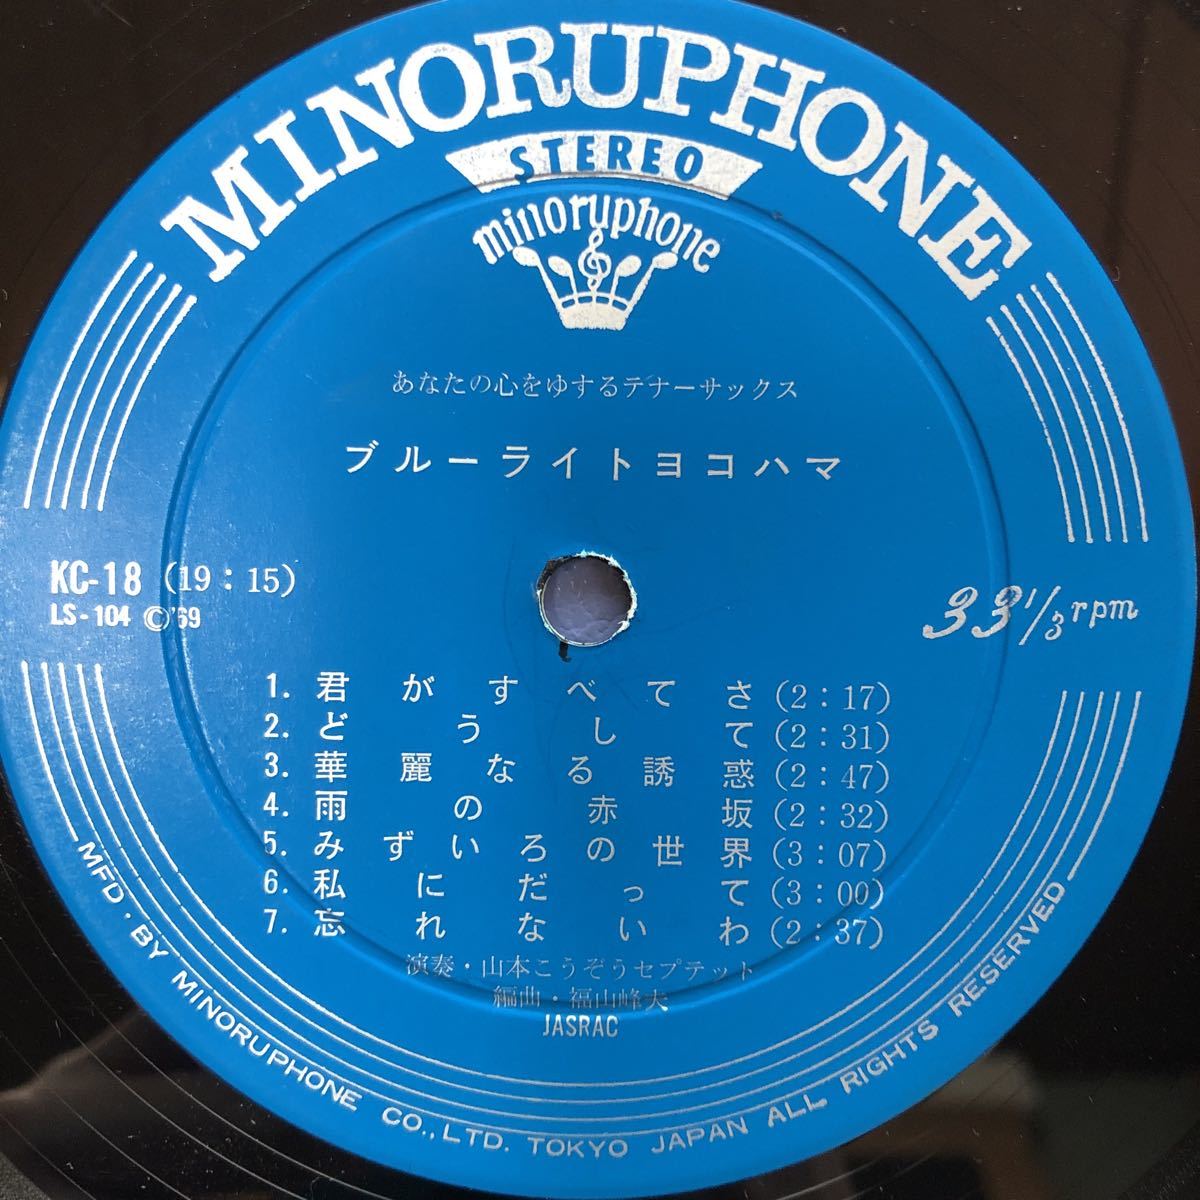 MINORUPHONE
STEREO
minoruphone
あなたの心をゆするテナーサックス
ブルーライトヨコハマ
KC-18 (19:15)
LS-104 ©'69
33 1/3 rpm
1. 君がすべてさ (2:17)
2. どうして (2:31)
3. 華麗なる誘惑 (2:47)
4. 雨の赤坂 (2:32)
5. みずいろの世界 (3:07)
6. 私にだって (3:00)
7. 忘れないわ (2:37)
演奏・山本こうぞうセプテット
編曲・福山峰夫
JASRAC
MFD・BY MINORUPHONE CO.,LTD. TOKYO JAPAN ALL RIGHTS RESERVED